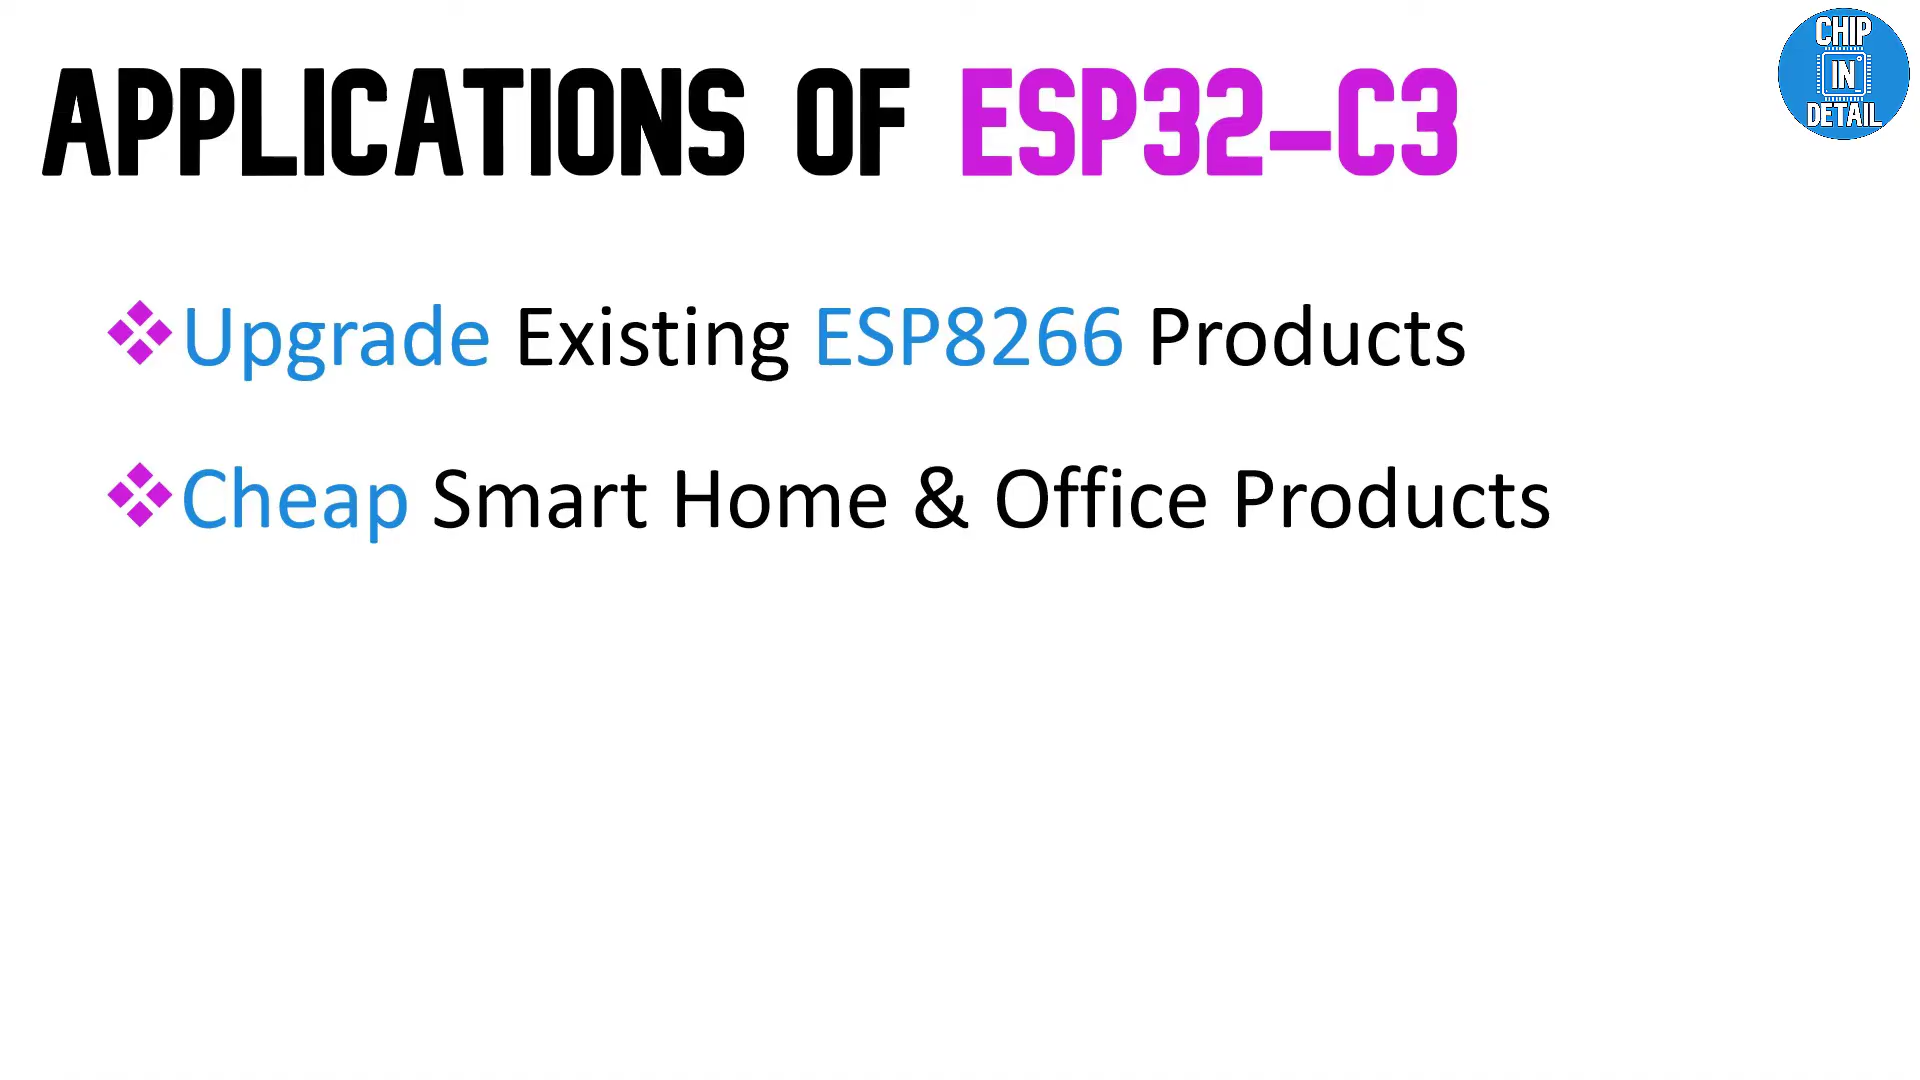 APPLICATIONS OF ESP32-C3
CHIP
IN
DETAIL
❖Upgrade Existing ESP8266 Products
❖Cheap Smart Home & Office Products